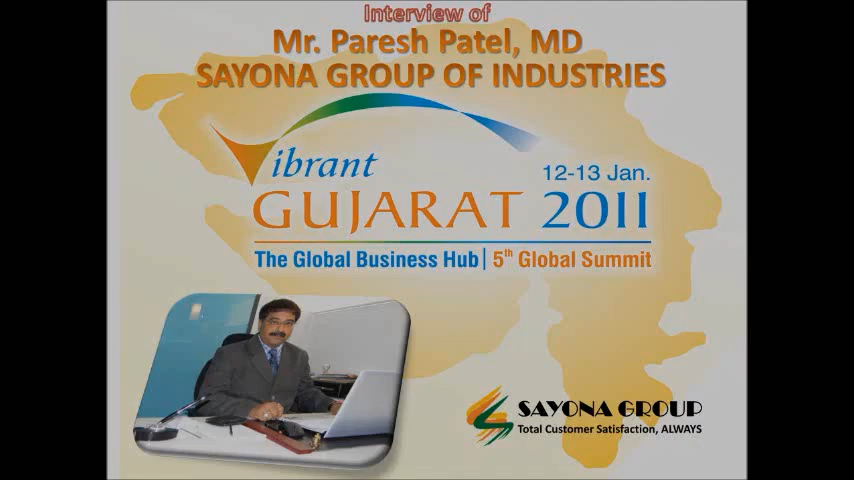 Interview of
Mr. Paresh Patel, MD
SAYONA GROUP OF INDUSTRIES
Vibrant
12-13 Jan.
GUJARAT 2011
The Global Business Hub | 5th Global Summit
SAYONA GROUP
Total Customer Satisfaction, ALWAYS